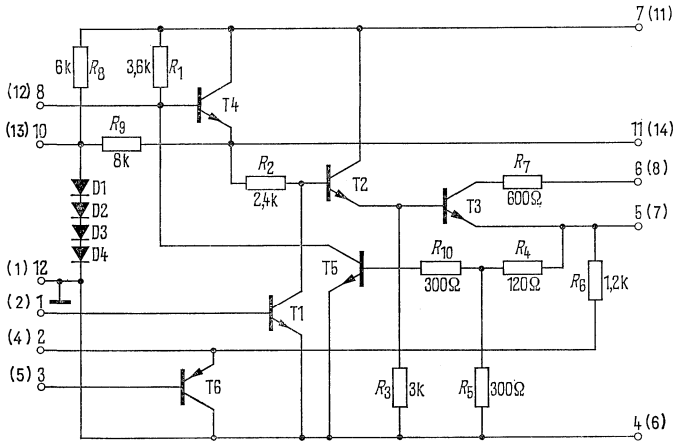 7 (11)
6k R8 3,6k R1
(12) 8
T4
(13) 10 R9 11 (14)
8k
R2 R7
T2 6 (8)
2,4k T3 600Ω
D1
D2 5 (7)
D3
D4 R10 R4
T5
(1) 12 300Ω 120Ω R6 1,2k
(2) 1 T1
(4) 2
(5) 3 T6 R3 3k R5 300Ω
4 (6)